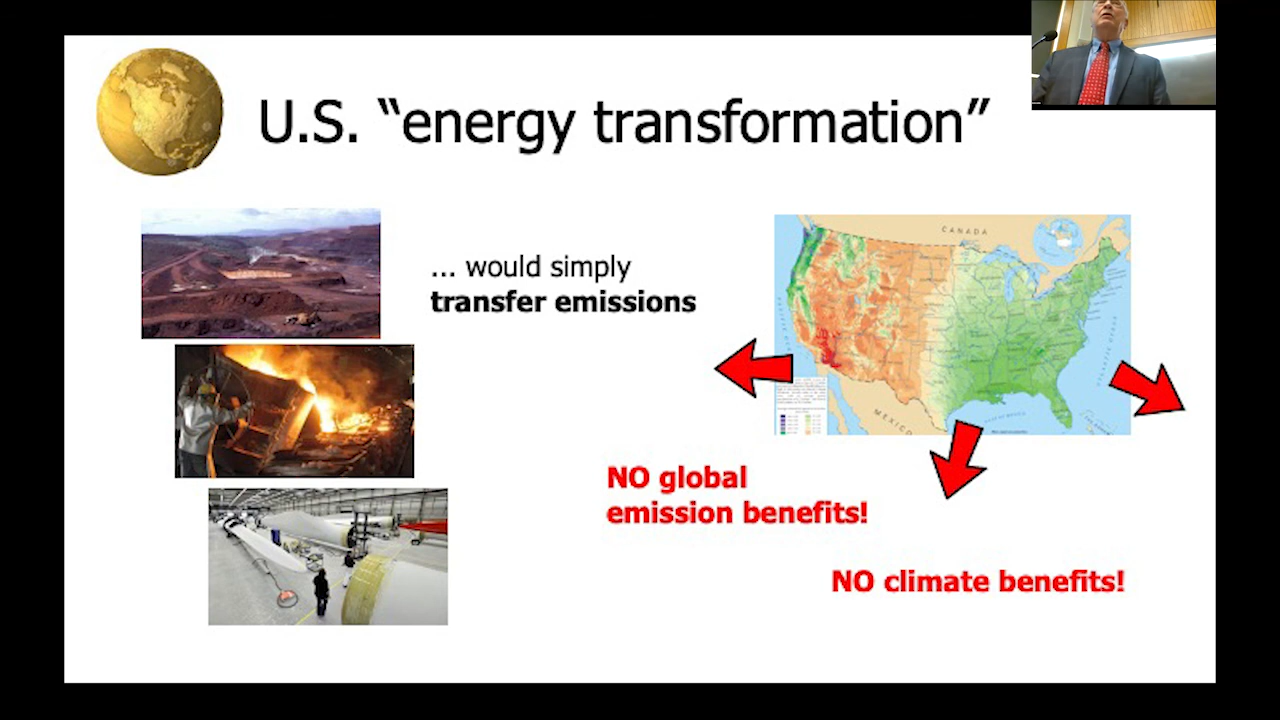 U.S. “energy transformation”
... would simply
transfer emissions
CANADA
MEXICO
NO global
emission benefits!
NO climate benefits!